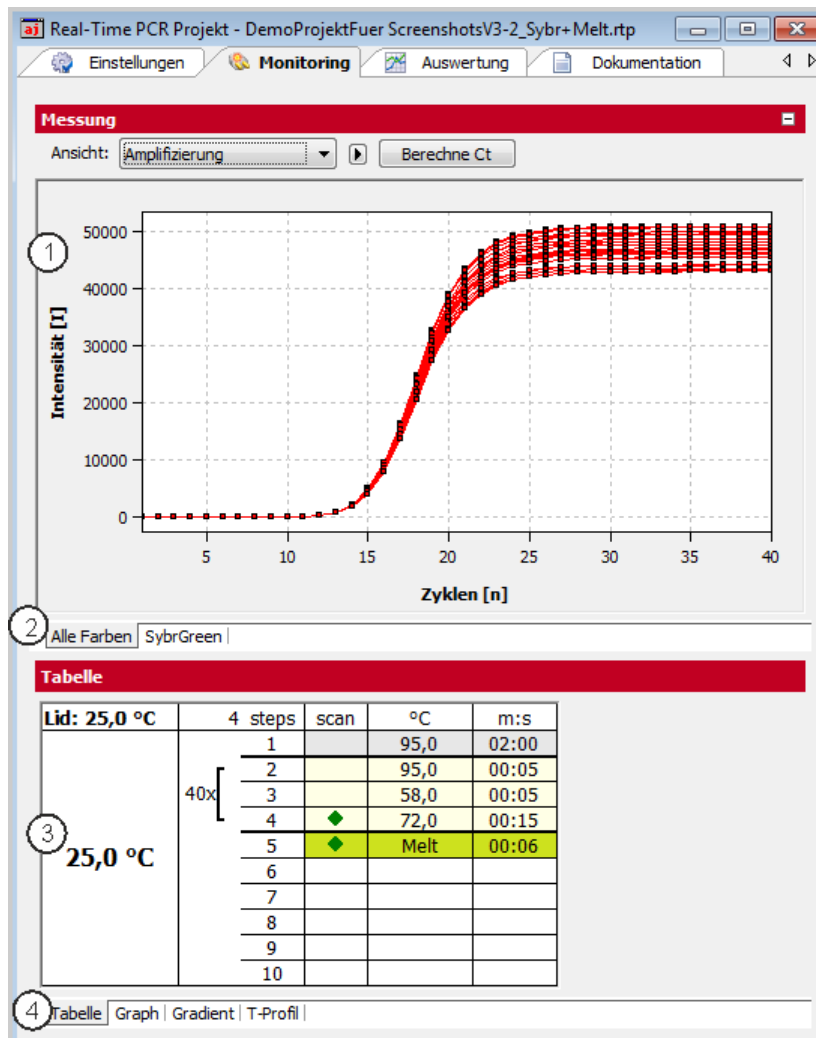 aj Real-Time PCR Projekt - DemoProjektFuer ScreenshotsV3-2_Sybr+Melt.rtp
Einstellungen Monitoring Auswertung Dokumentation
Messung
Ansicht: Amplifizierung Berechne Ct
1
Intensität [I]
50000
40000
30000
20000
10000
0
5 10 15 20 25 30 35 40
Zyklen [n]
2 Alle Farben SybrGreen
Tabelle
Lid: 25,0 °C 4 steps scan °C m:s
1 95,0 02:00
2 95,0 00:05
40x 3 58,0 00:05
4 72,0 00:15
3 25,0 °C 5 Melt 00:06
6
7
8
9
10
4 Tabelle Graph Gradient T-Profil